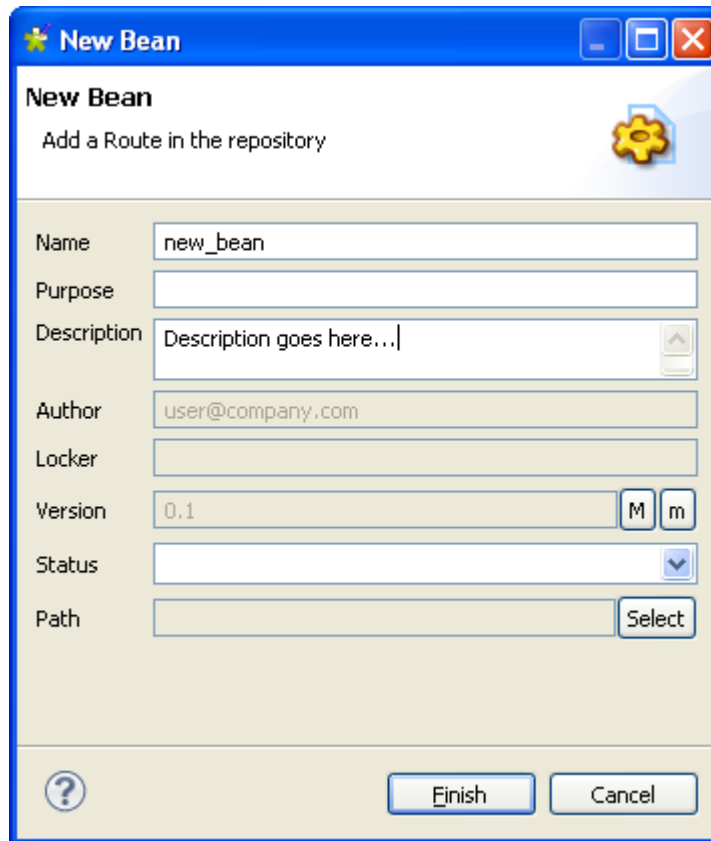 New Bean
New Bean
Add a Route in the repository
Name new_bean
Purpose
Description Description goes here...
Author user@company.com
Locker
Version 0.1 M m
Status
Path Select
? Finish Cancel